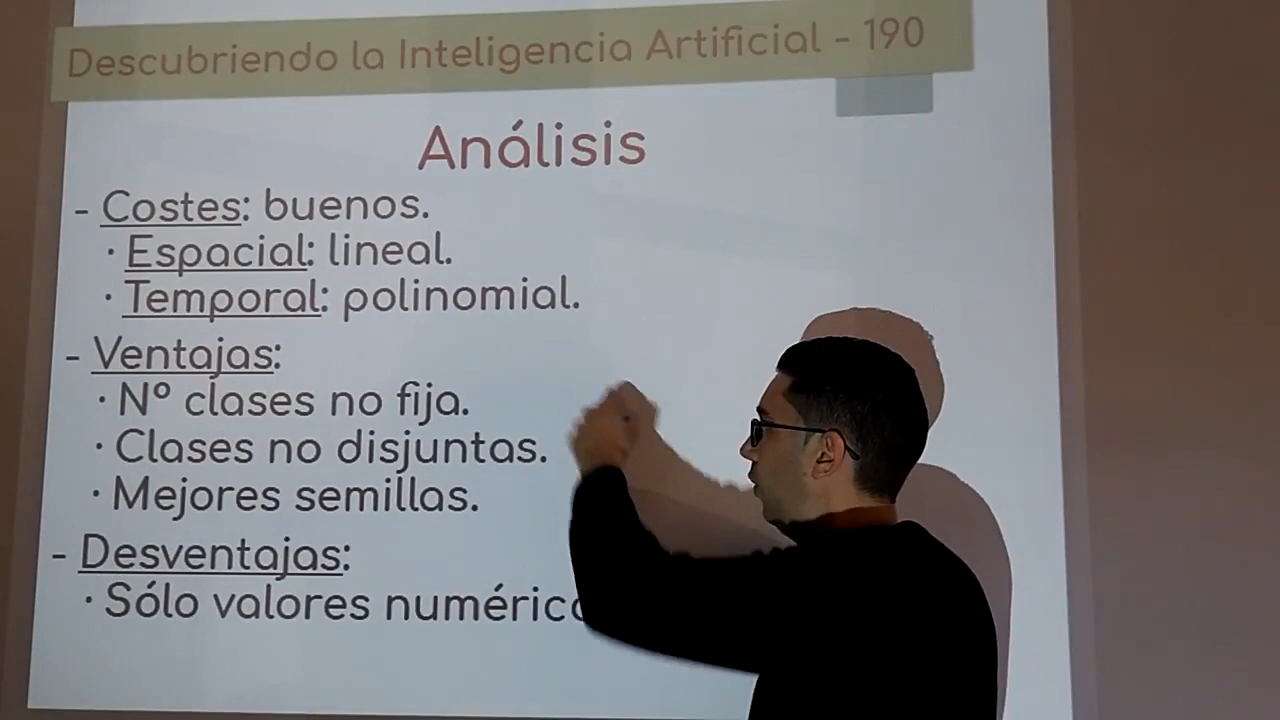 Descubriendo la Inteligencia Artificial - 190
Análisis
- Costes: buenos.
· Espacial: lineal.
· Temporal: polinomial.
- Ventajas:
· Nº clases no fija.
· Clases no disjuntas.
· Mejores semillas.
- Desventajas:
· Sólo valores